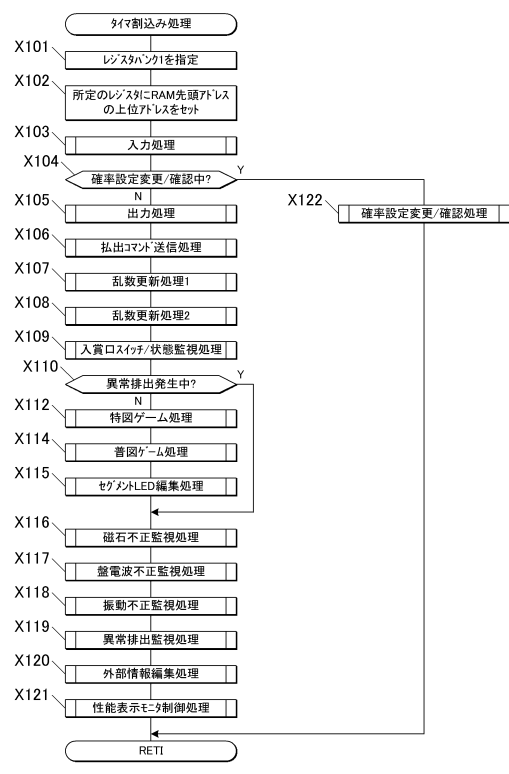 タイマ割込み処理
X101
レジスタバンク1を指定
X102
所定のレジスタにRAM先頭アドレス
の上位アドレスをセット
X103
入力処理
X104
確率設定変更/確認中?
Y
N
X105
出力処理
X122
確率設定変更/確認処理
X106
払出コマンド送信処理
X107
乱数更新処理1
X108
乱数更新処理2
X109
入賞口スイッチ/状態監視処理
X110
異常排出発生中?
Y
N
X112
特図ゲーム処理
X114
普図ゲーム処理
X115
セグメントLED編集処理
X116
磁石不正監視処理
X117
盤電波不正監視処理
X118
振動不正監視処理
X119
異常排出監視処理
X120
外部情報編集処理
X121
性能表示モニタ制御処理
RETI